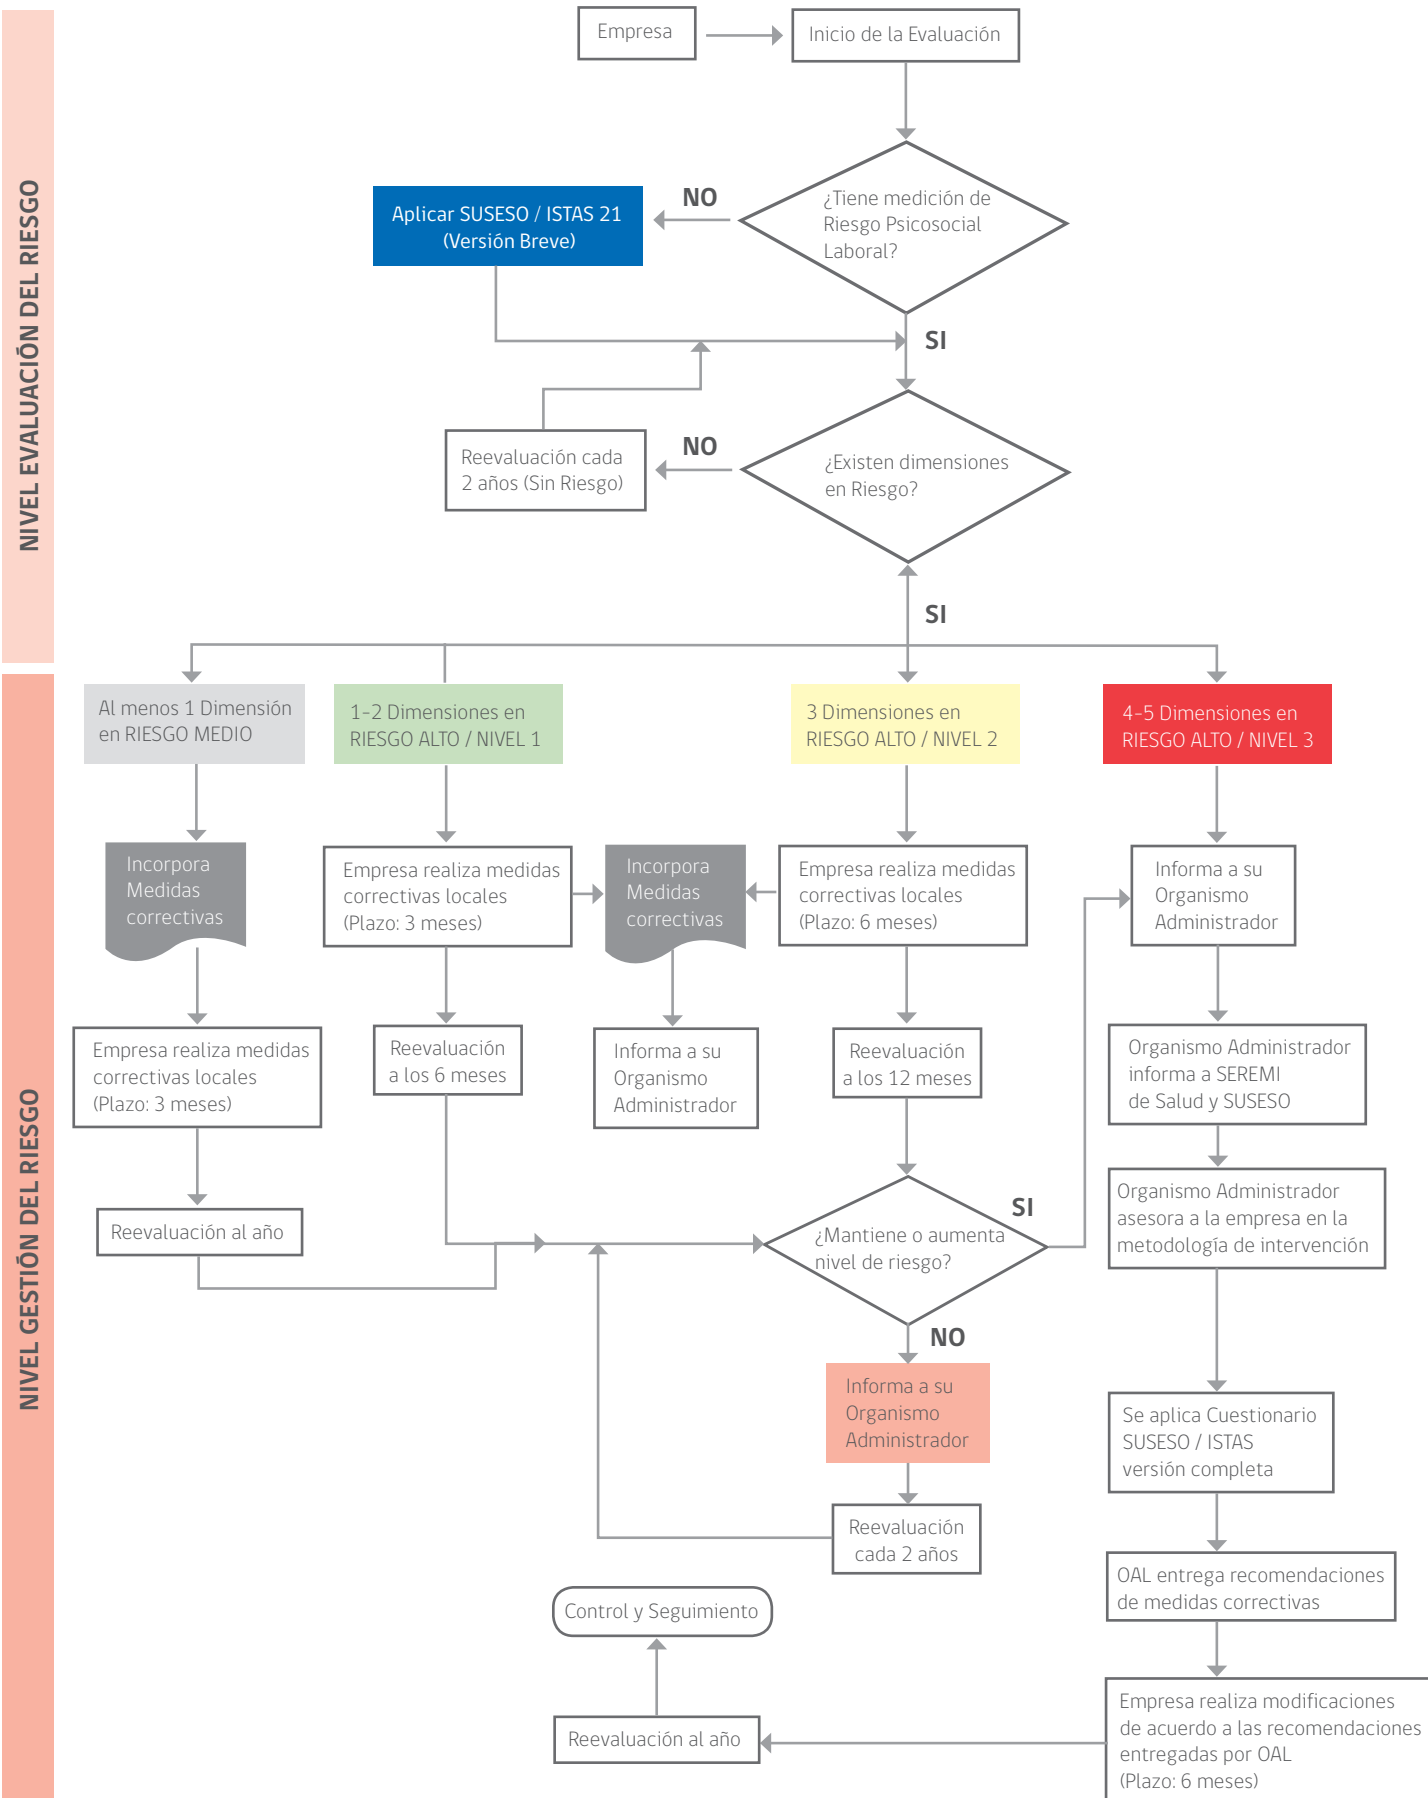 NIVEL EVALUACIÓN DEL RIESGO
Empresa
Inicio de la Evaluación
¿Tiene medición de
Riesgo Psicosocial
Laboral?
NO
Aplicar SUSESO / ISTAS 21
(Versión Breve)
SI
¿Existen dimensiones
en Riesgo?
NO
Reevaluación cada
2 años (Sin Riesgo)
SI
NIVEL GESTIÓN DEL RIESGO
Al menos 1 Dimensión
en RIESGO MEDIO
1-2 Dimensiones en
RIESGO ALTO / NIVEL 1
3 Dimensiones en
RIESGO ALTO / NIVEL 2
4-5 Dimensiones en
RIESGO ALTO / NIVEL 3
Incorpora
Medidas
correctivas
Empresa realiza medidas
correctivas locales
(Plazo: 3 meses)
Incorpora
Medidas
correctivas
Empresa realiza medidas
correctivas locales
(Plazo: 6 meses)
Informa a su
Organismo
Administrador
Empresa realiza medidas
correctivas locales
(Plazo: 3 meses)
Reevaluación
a los 6 meses
Informa a su
Organismo
Administrador
Reevaluación
a los 12 meses
Organismo Administrador
informa a SEREMI
de Salud y SUSESO
Reevaluación al año
¿Mantiene o aumenta
nivel de riesgo?
SI
Organismo Administrador
asesora a la empresa en la
metodología de intervención
NO
Informa a su
Organismo
Administrador
Se aplica Cuestionario
SUSESO / ISTAS
versión completa
Reevaluación
cada 2 años
OAL entrega recomendaciones
de medidas correctivas
Control y Seguimiento
Reevaluación al año
Empresa realiza modificaciones
de acuerdo a las recomendaciones
entregadas por OAL
(Plazo: 6 meses)